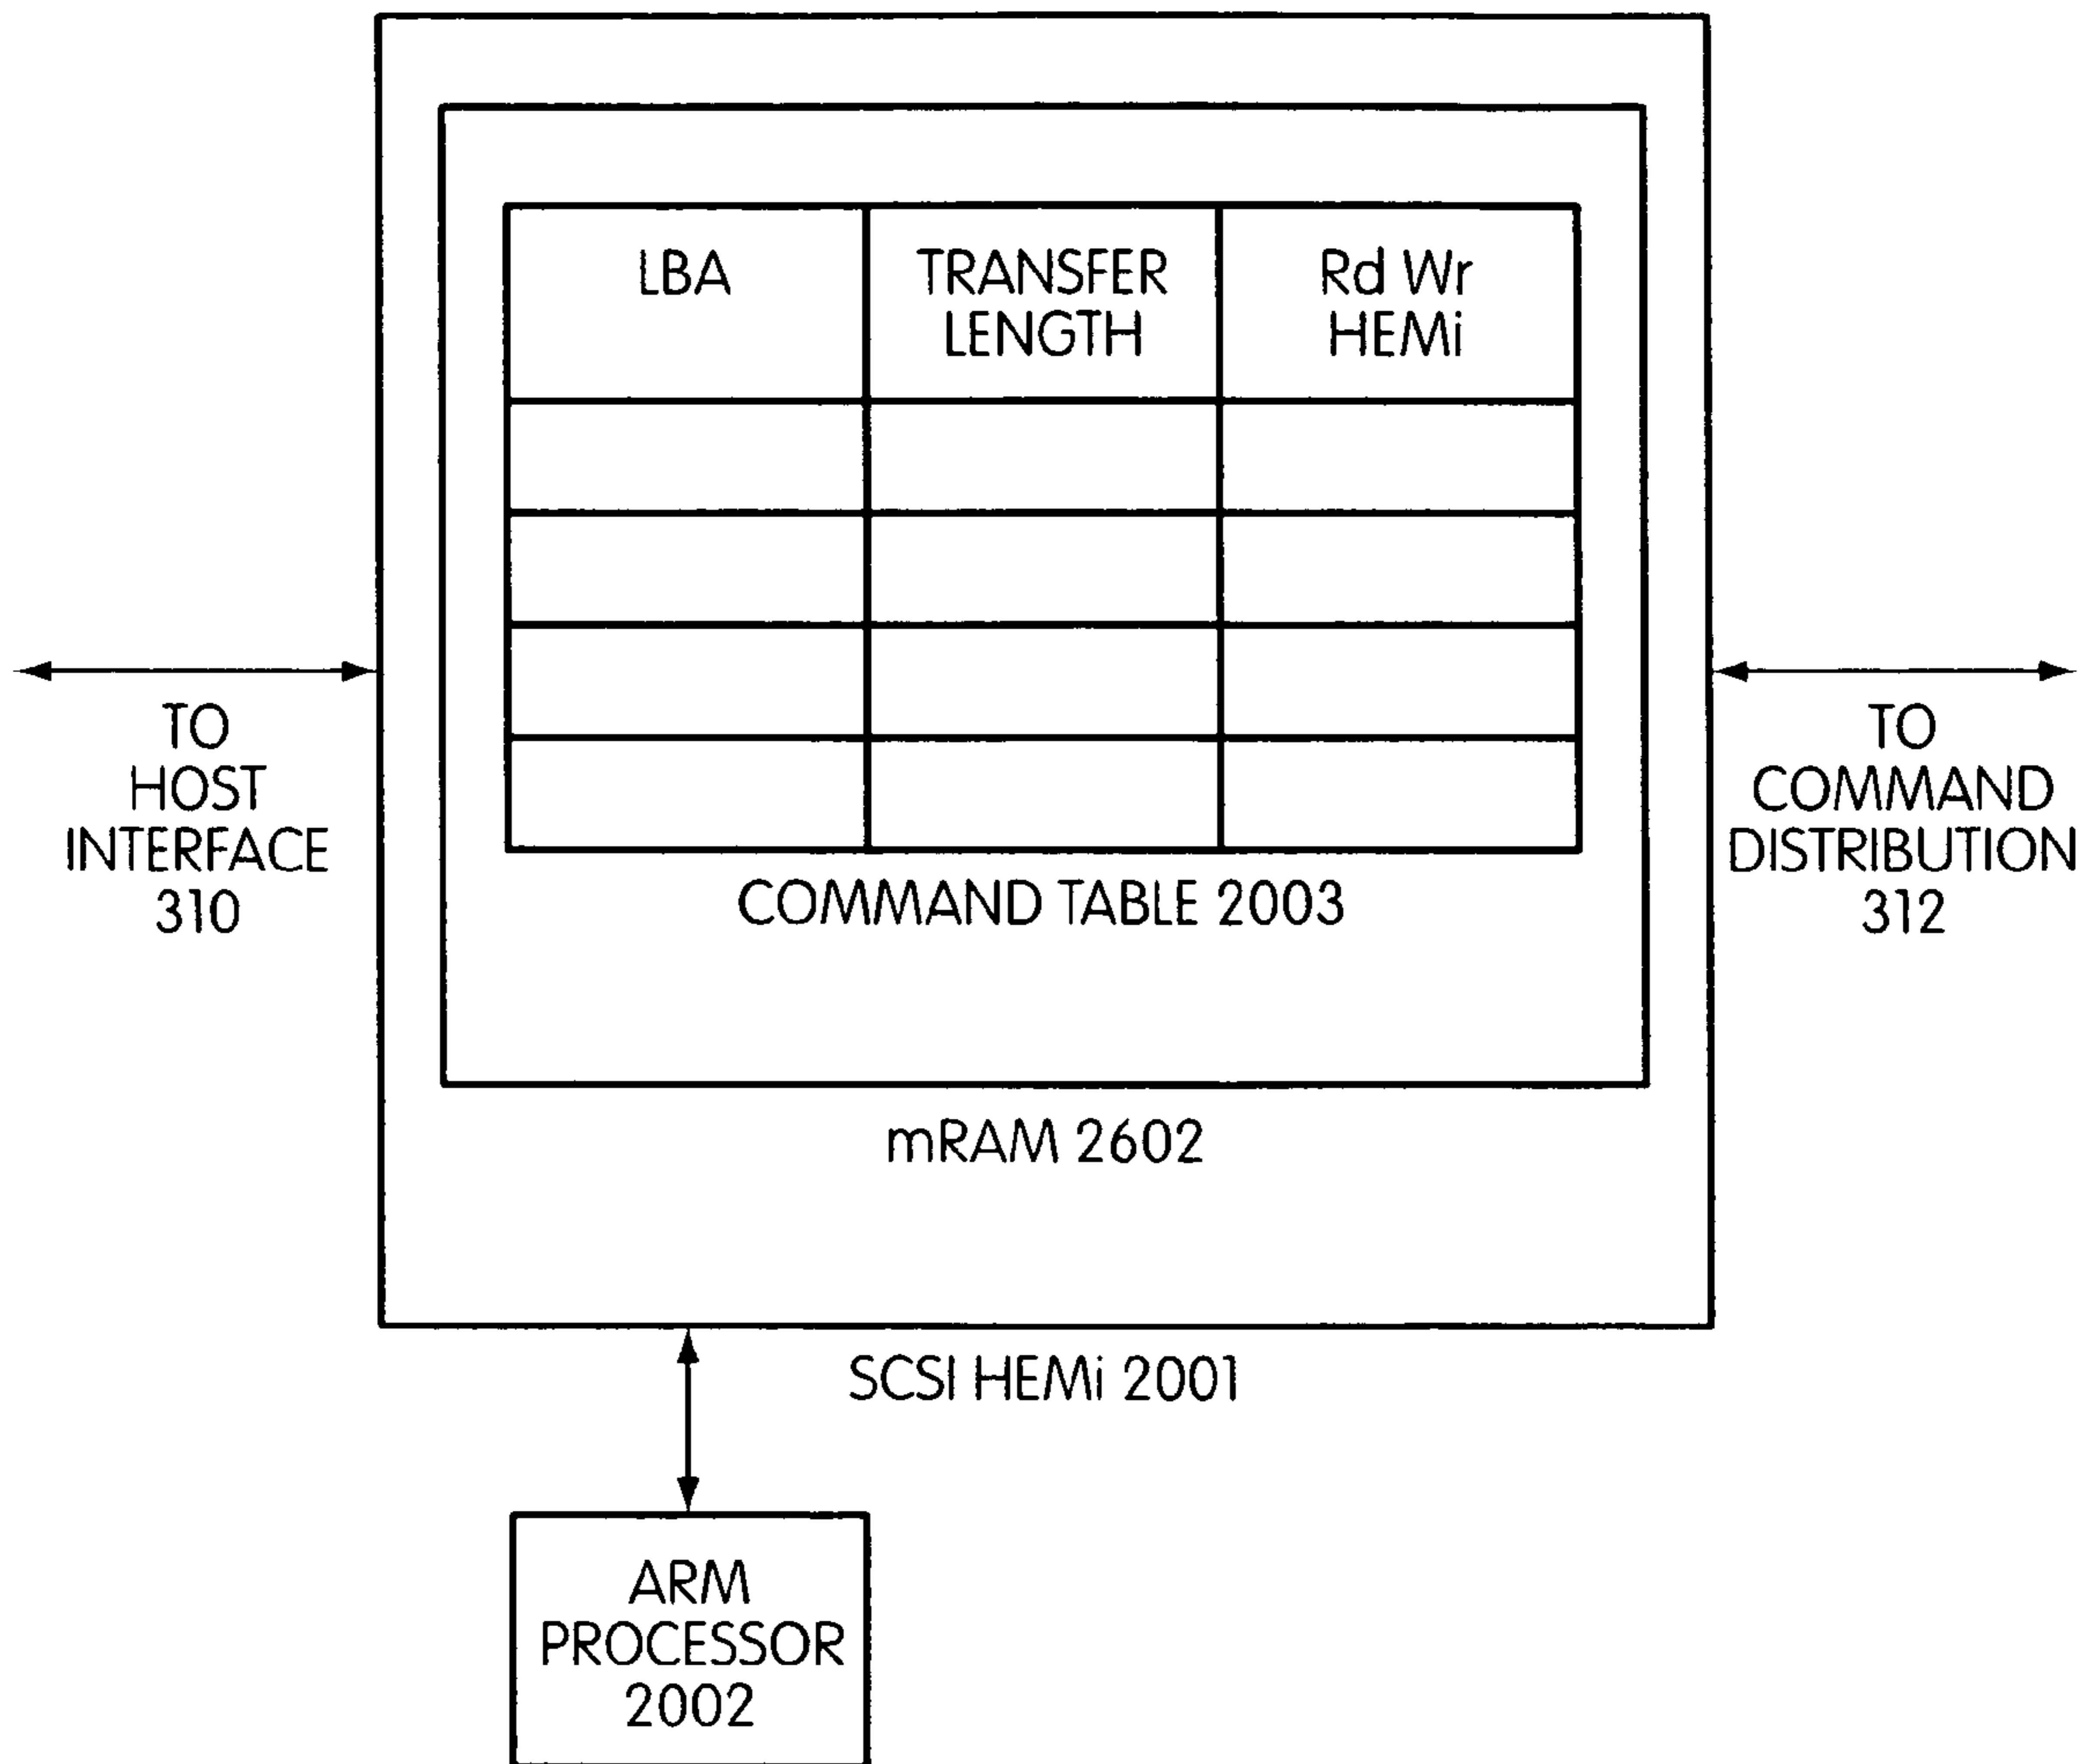 LBA
TRANSFER
LENGTH
Rd Wr
HEMi
COMMAND TABLE 2003
TO
HOST
INTERFACE
310
TO
COMMAND
DISTRIBUTION
312
mRAM 2602
SCSI HEMi 2001
ARM
PROCESSOR
2002